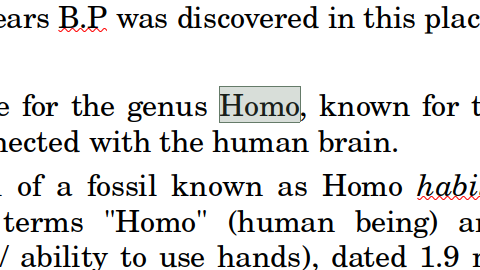 ears B.P was discovered in this plac
e for the genus Homo, known for t
nected with the human brain.
of a fossil known as Homo habi
terms "Homo" (human being) a
/ ability to use hands), dated 1.9